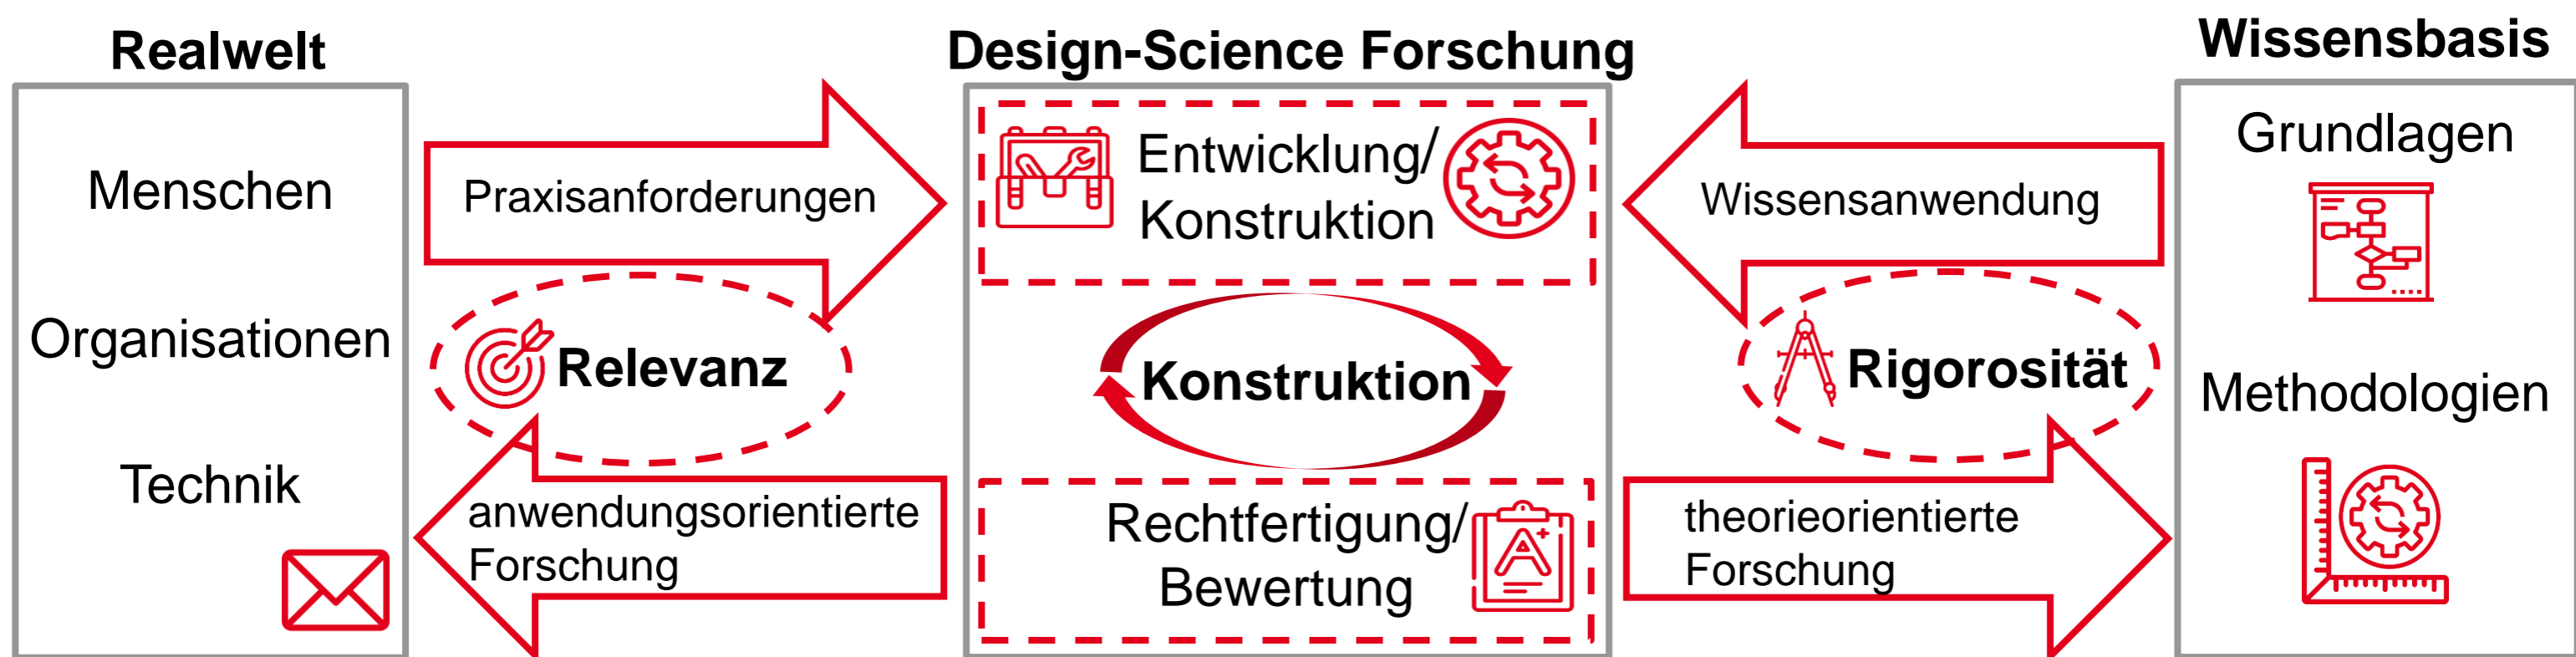 Realwelt
Menschen
Organisationen
Technik
Praxisanforderungen
Relevanz
anwendungsorientierte
Forschung
Design-Science Forschung
Entwicklung/
Konstruktion
Konstruktion
Rechtfertigung/
Bewertung
A+
Wissensanwendung
Rigorosität
theorieorientierte
Forschung
Wissensbasis
Grundlagen
Methodologien